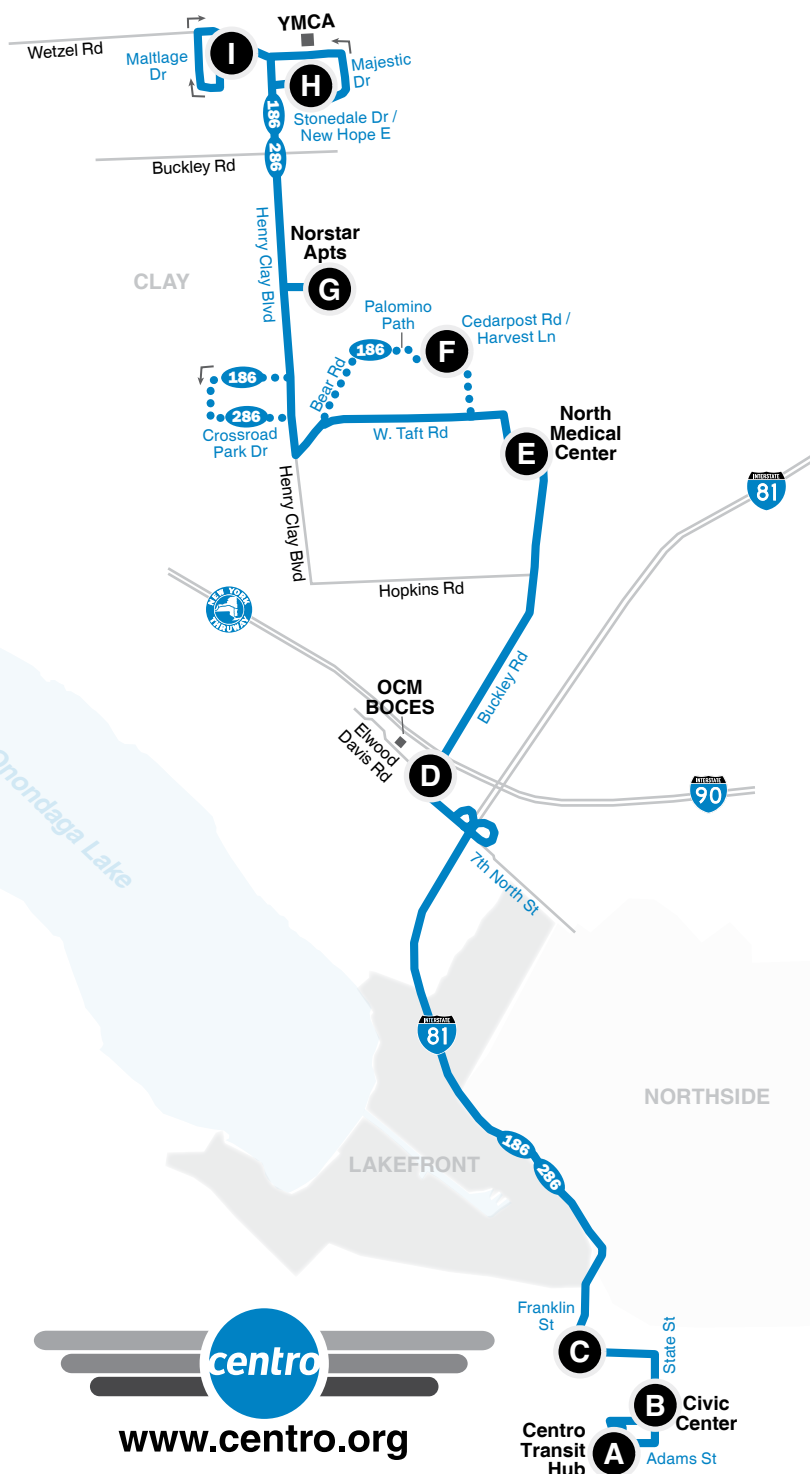 YMCA
Wetzel Rd
Maltlage
Dr
I
H
Majestic
Dr
186
Stonedale Dr /
New Hope E
286
Buckley Rd
Henry Clay Blvd
Norstar
Apts
G
CLAY
Palomino
Path
Cedarpost Rd /
Harvest Ln
186
F
Bear Rd
186
286
Crossroad
Park Dr
W. Taft Rd
North
Medical
Center
E
Henry Clay Blvd
INTERSTATE
81
Hopkins Rd
NEW YORK
THRUWAY
Buckley Rd
OCM
BOCES
Elwood
Davis Rd
D
INTERSTATE
90
Onondaga Lake
7th North St
INTERSTATE
81
NORTHSIDE
186
286
LAKEFRONT
Franklin
St
C
State St
B
Civic
Center
Centro
Transit
Hub
A
Adams St
centro
www.centro.org